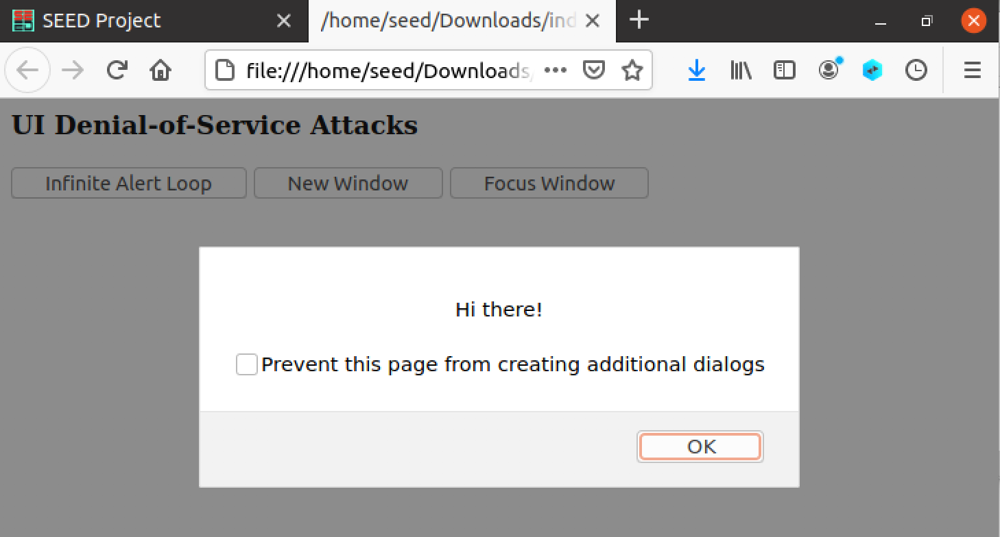 SEED Project
/home/seed/Downloads/ind
file:///home/seed/Downloads/
UI Denial-of-Service Attacks
Infinite Alert Loop
New Window
Focus Window
Hi there!
Prevent this page from creating additional dialogs
OK